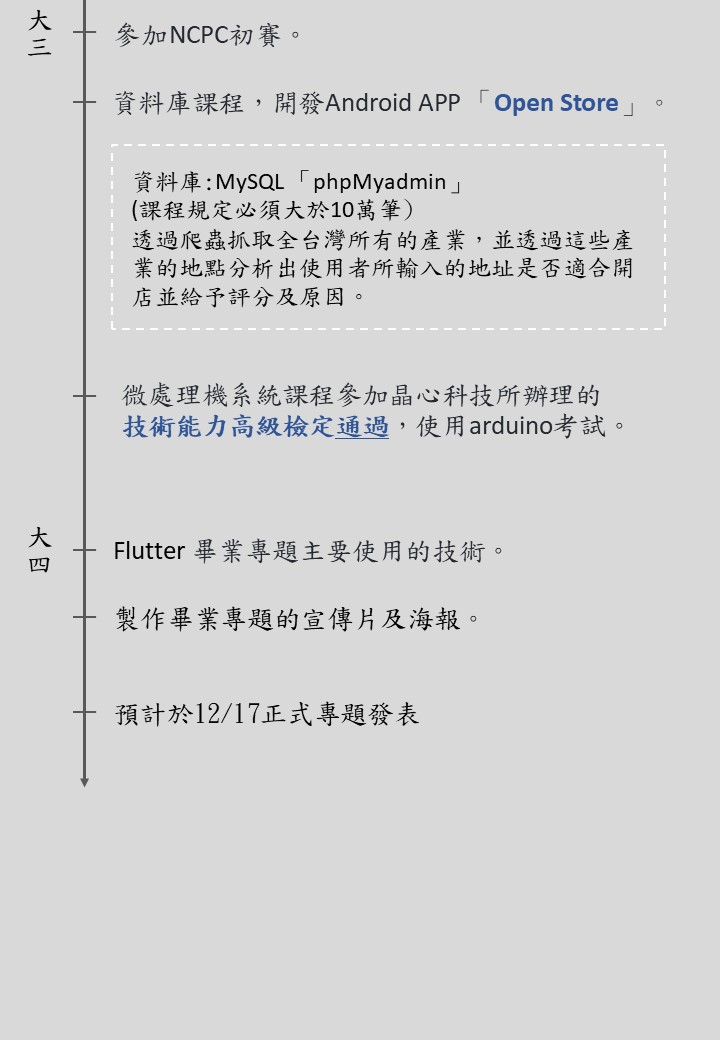 大
三
參加NCPC初賽。
資料庫課程，開發Android APP「Open Store」。
資料庫:MySQL「phpMyadmin」
(課程規定必須大於10萬筆）
透過爬蟲抓取全台灣所有的產業，並透過這些產
業的地點分析出使用者所輸入的地址是否適合開
店並給予評分及原因。
微處理機系統課程參加晶心科技所辦理的
技術能力高級檢定通過，使用arduino考試。
大
四
Flutter 畢業專題主要使用的技術。
製作畢業專題的宣傳片及海報。
預計於12/17正式專題發表